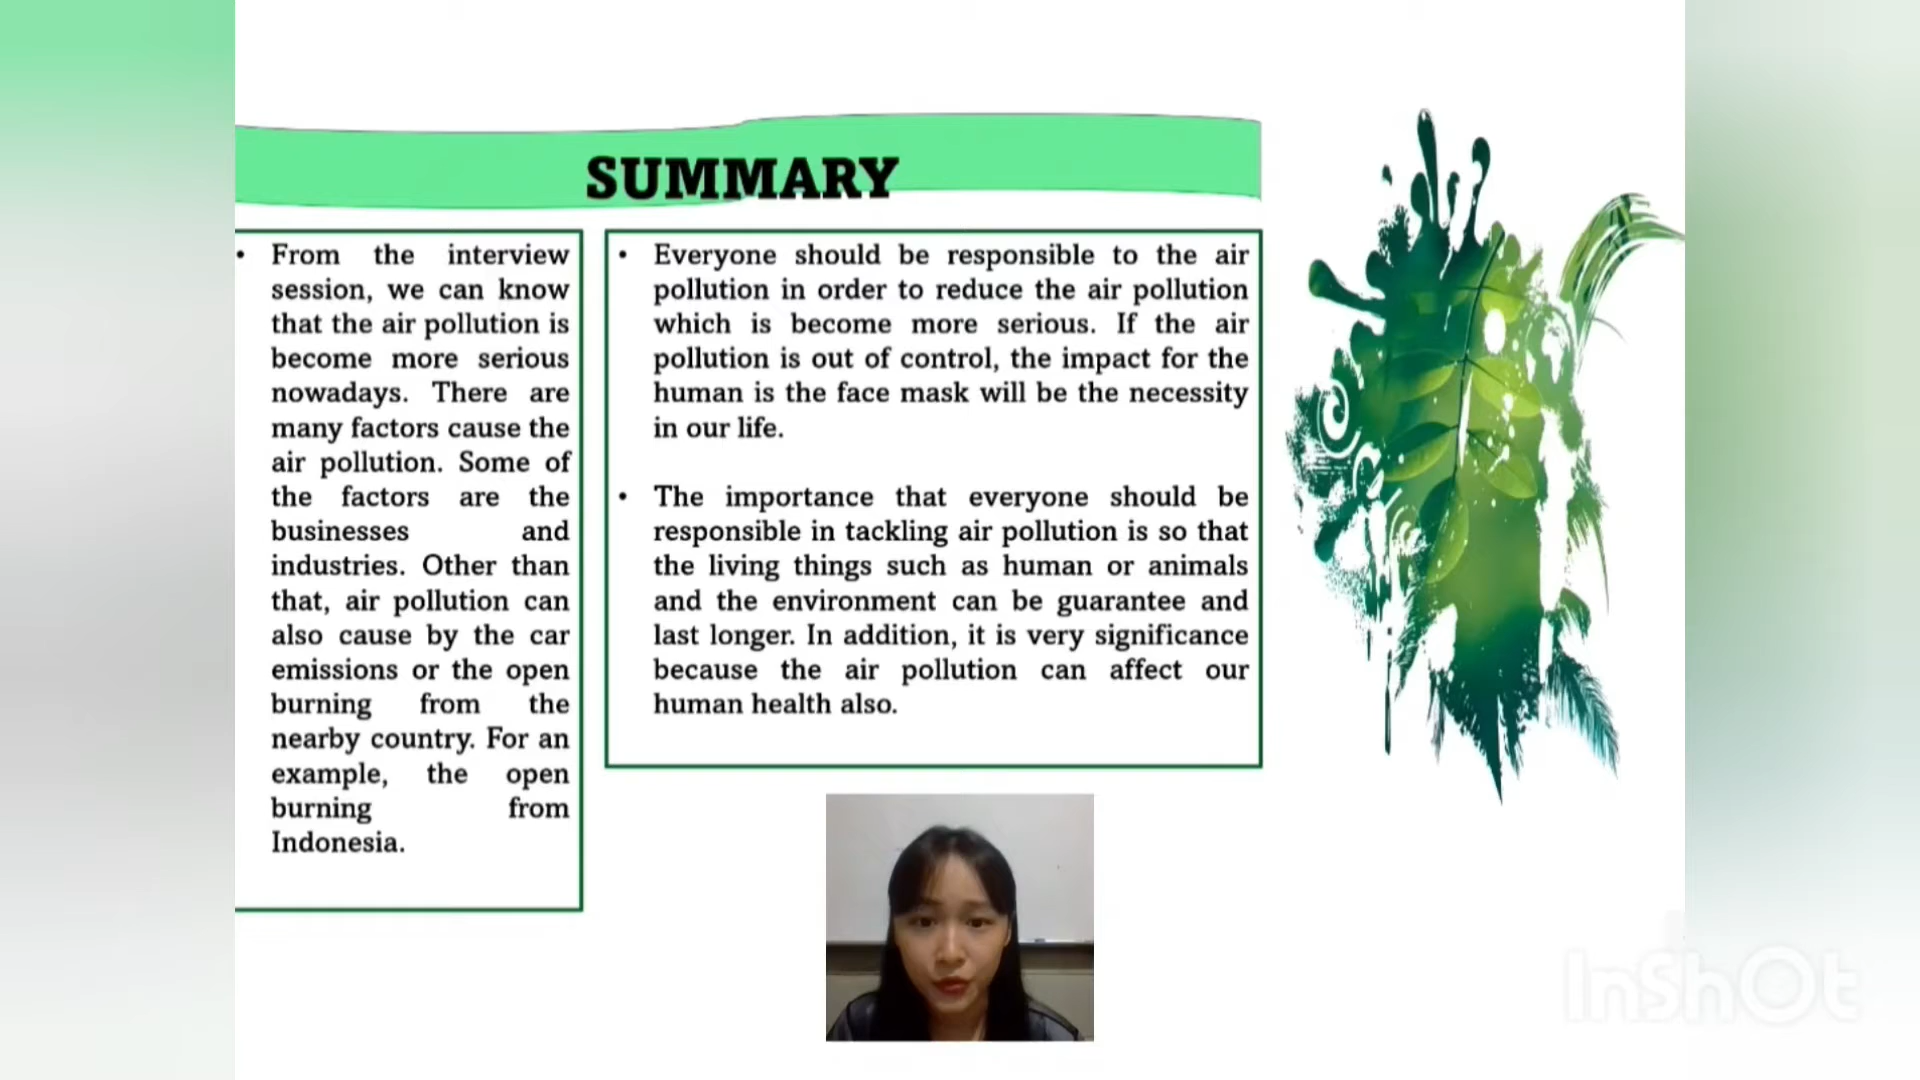 SUMMARY
• From the interview
session, we can know
that the air pollution is
become more serious
nowadays. There are
many factors cause the
air pollution. Some of
the factors are the
businesses and
industries. Other than
that, air pollution can
also cause by the car
emissions or the open
burning from the
nearby country. For an
example, the open
burning from
Indonesia.
• Everyone should be responsible to the air
pollution in order to reduce the air pollution
which is become more serious. If the air
pollution is out of control, the impact for the
human is the face mask will be the necessity
in our life.
• The importance that everyone should be
responsible in tackling air pollution is so that
the living things such as human or animals
and the environment can be guarantee and
last longer. In addition, it is very significance
because the air pollution can affect our
human health also.
InShOt